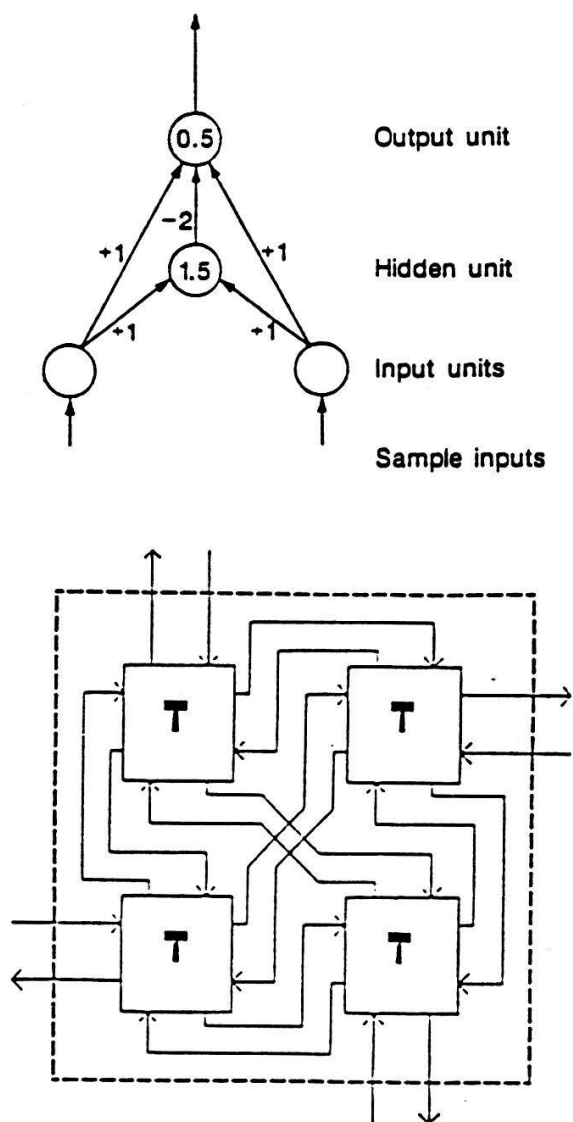 0.5
Output unit
-2
+1
+1
1.5
Hidden unit
+1
+1
Input units
Sample inputs
T
T
T
T